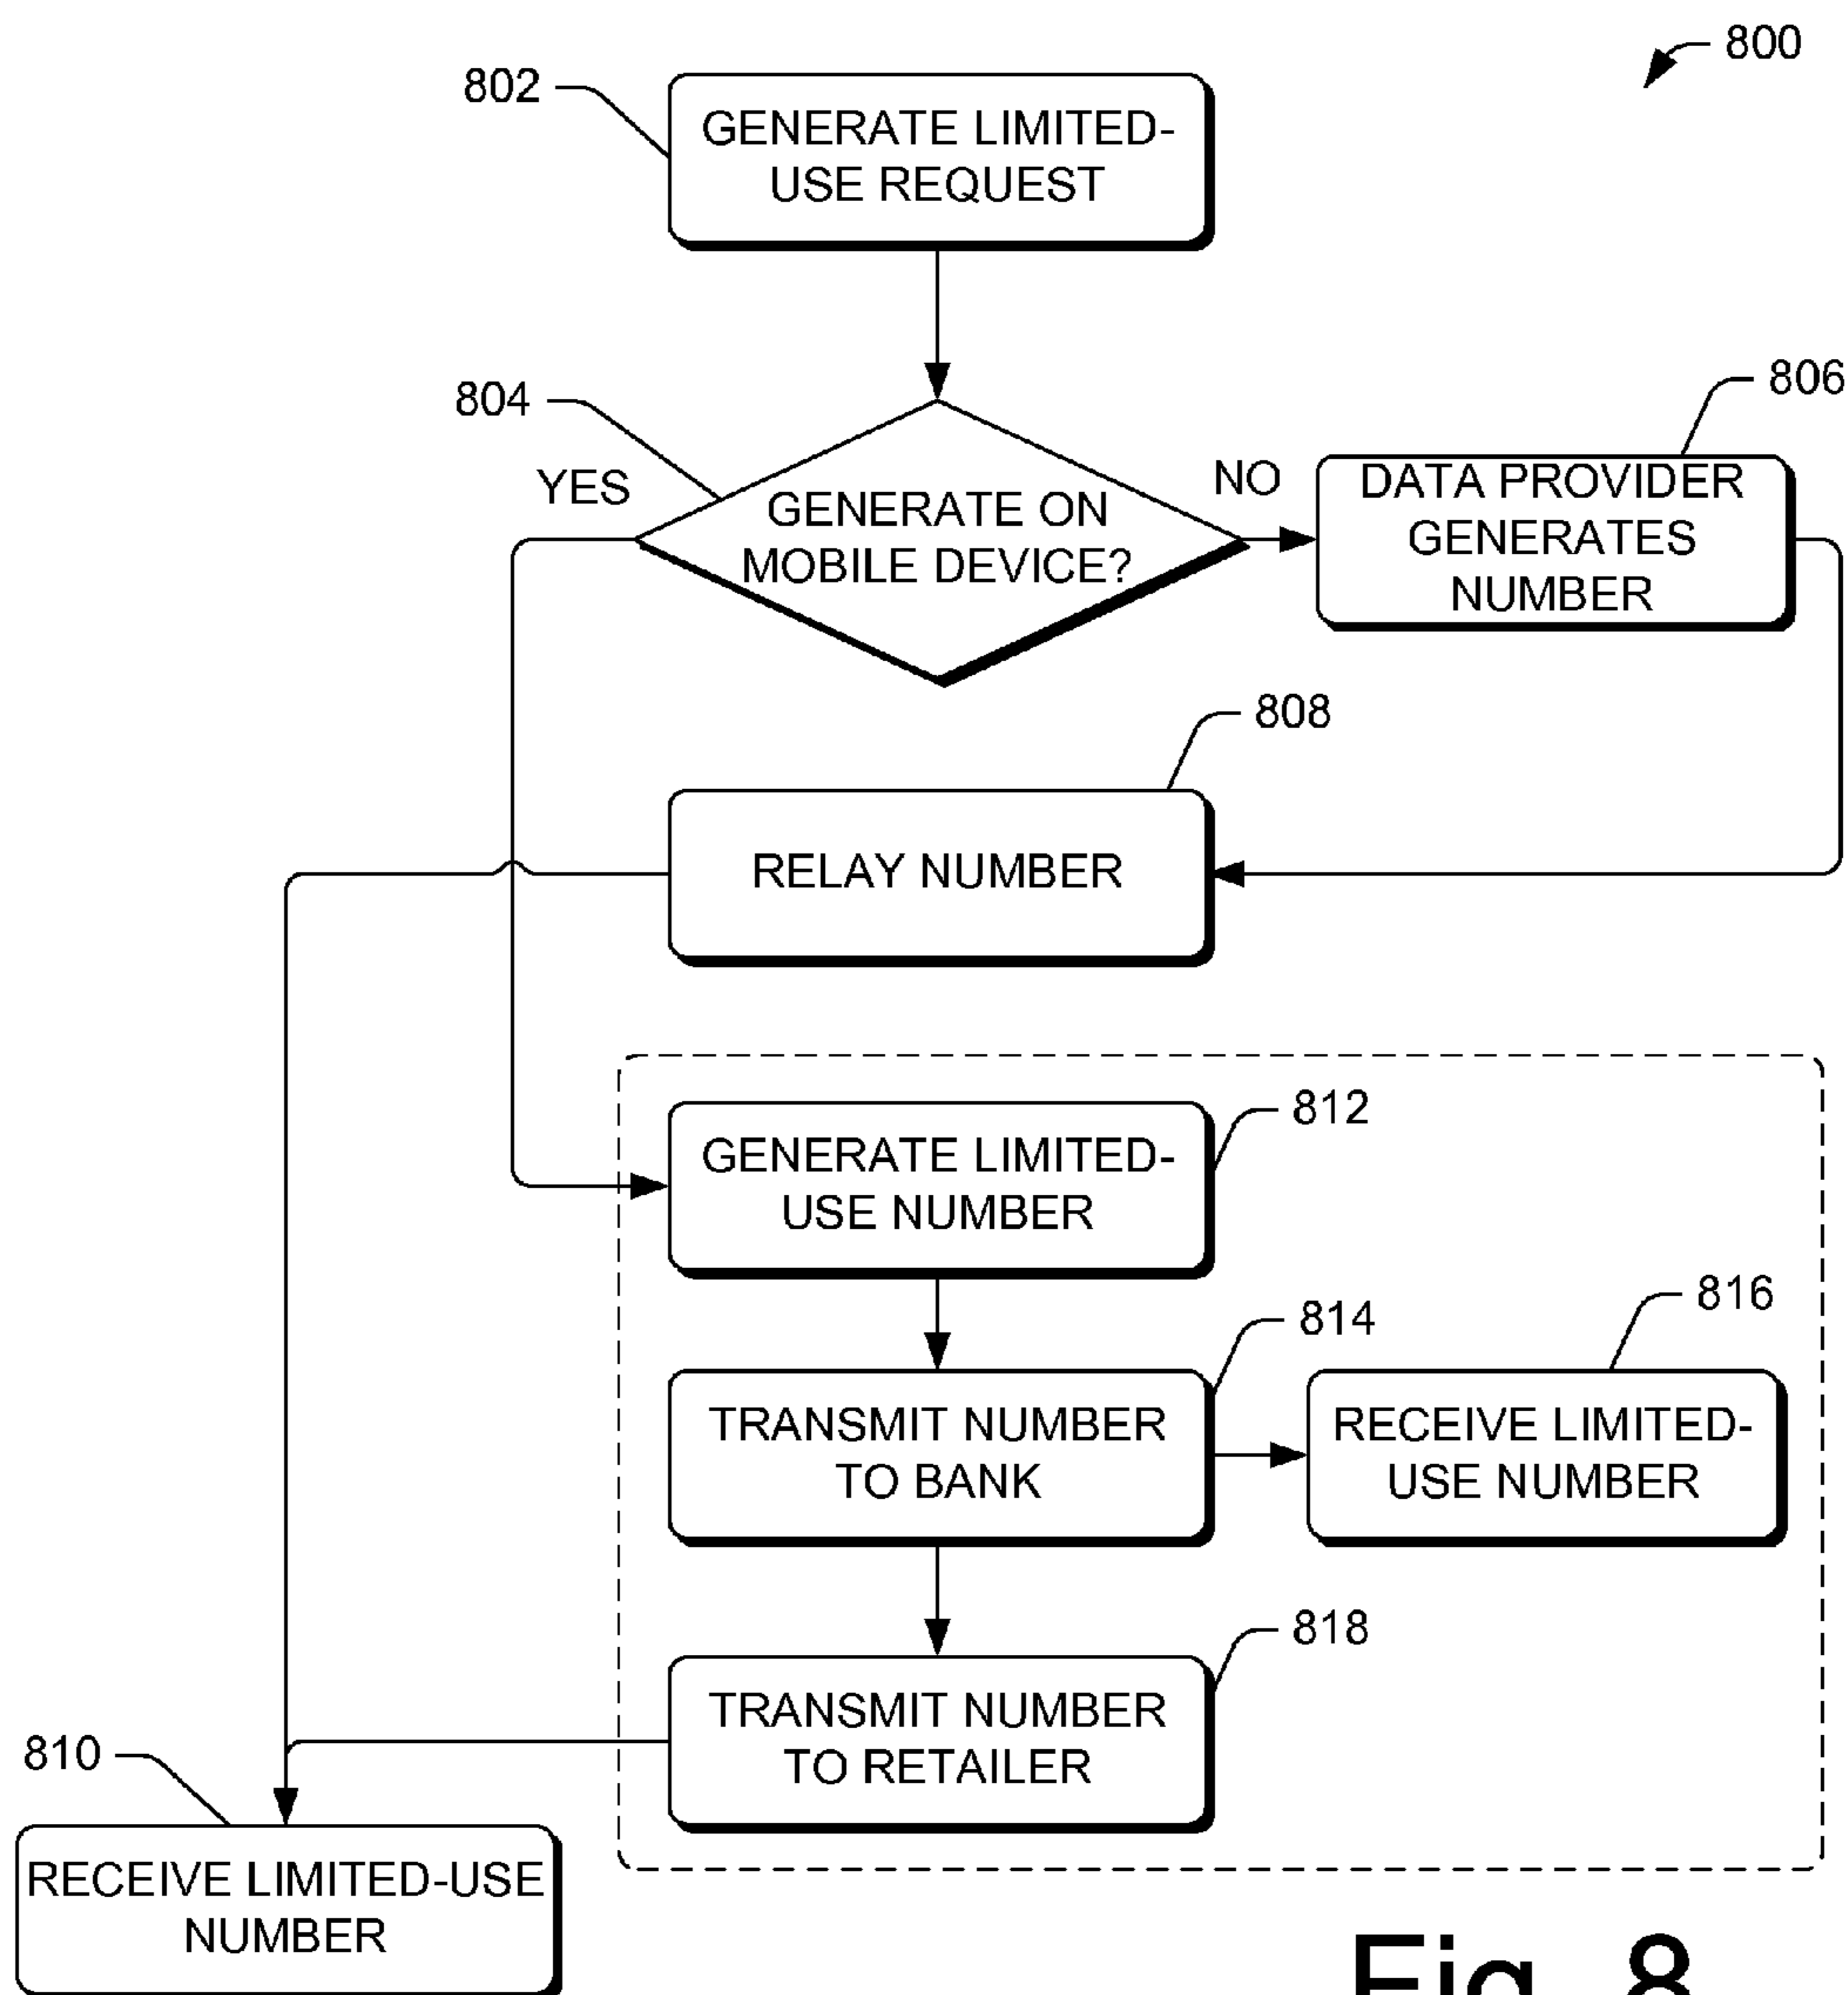 800
802
GENERATE LIMITED-
USE REQUEST
804
806
YES
NO
GENERATE ON
MOBILE DEVICE?
DATA PROVIDER
GENERATES
NUMBER
808
RELAY NUMBER
812
GENERATE LIMITED-
USE NUMBER
814
816
TRANSMIT NUMBER
TO BANK
RECEIVE LIMITED-
USE NUMBER
818
TRANSMIT NUMBER
TO RETAILER
810
RECEIVE LIMITED-USE
NUMBER
Fig. 8